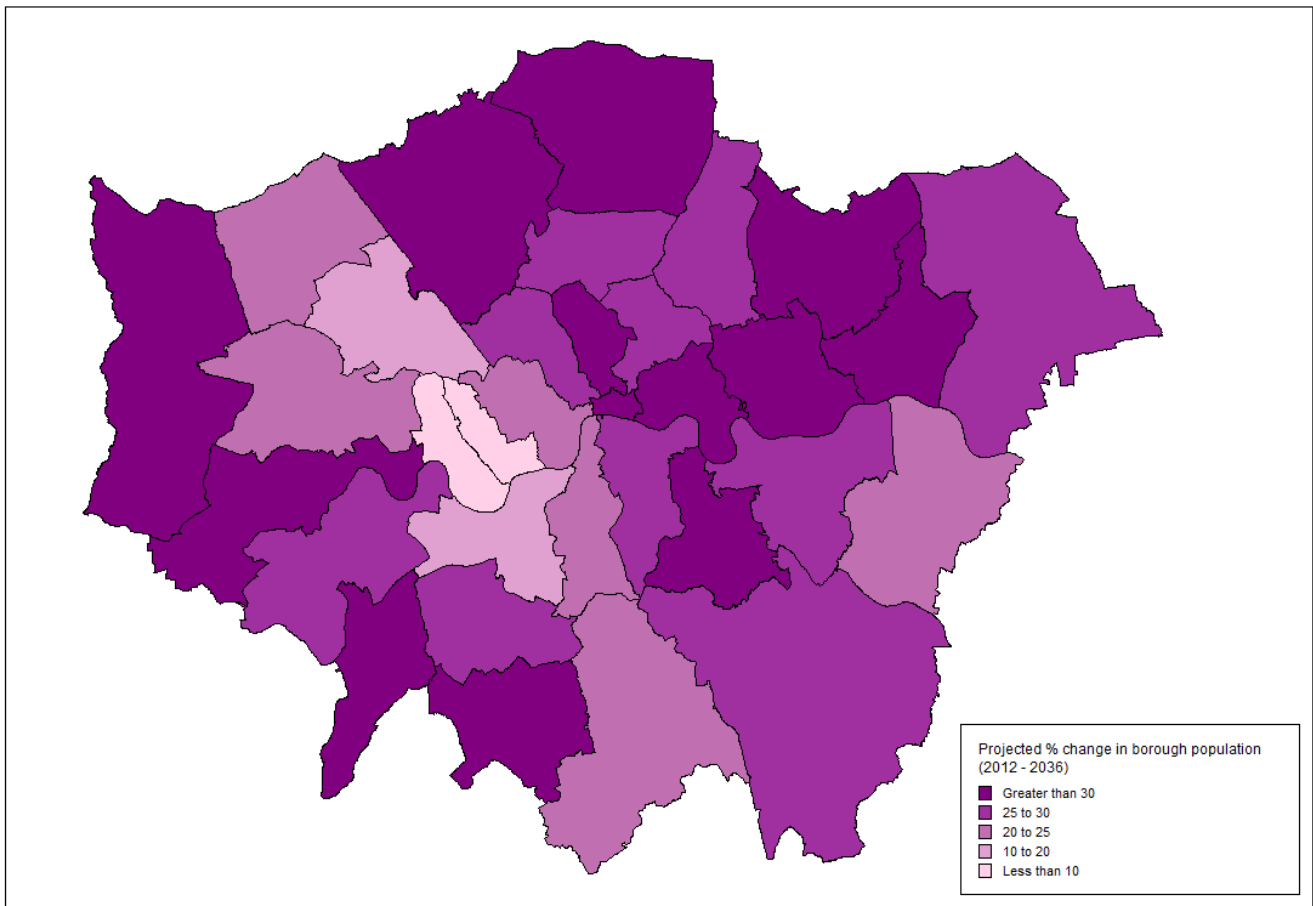 Projected % change in borough population
(2012 - 2036)
Greater than 30
25 to 30
20 to 25
10 to 20
Less than 10